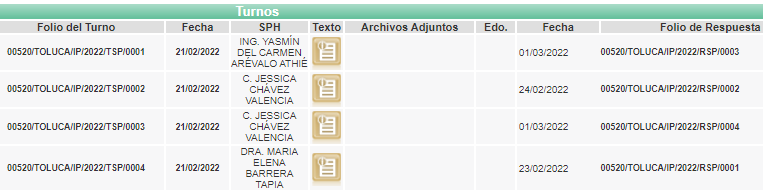 Turnos
Folio del Turno Fecha SPH Texto Archivos Adjuntos Edo. Fecha Folio de Respuesta
00520/TOLUCA/IP/2022/TSP/0001 21/02/2022 ING. YASMÍN DEL CARMEN ARÉVALO ATHIÉ 01/03/2022 00520/TOLUCA/IP/2022/RSP/0003
00520/TOLUCA/IP/2022/TSP/0002 21/02/2022 C. JESSICA CHÁVEZ VALENCIA 24/02/2022 00520/TOLUCA/IP/2022/RSP/0002
00520/TOLUCA/IP/2022/TSP/0003 21/02/2022 C. JESSICA CHÁVEZ VALENCIA 01/03/2022 00520/TOLUCA/IP/2022/RSP/0004
00520/TOLUCA/IP/2022/TSP/0004 21/02/2022 DRA. MARIA ELENA BARRERA TAPIA 23/02/2022 00520/TOLUCA/IP/2022/RSP/0001